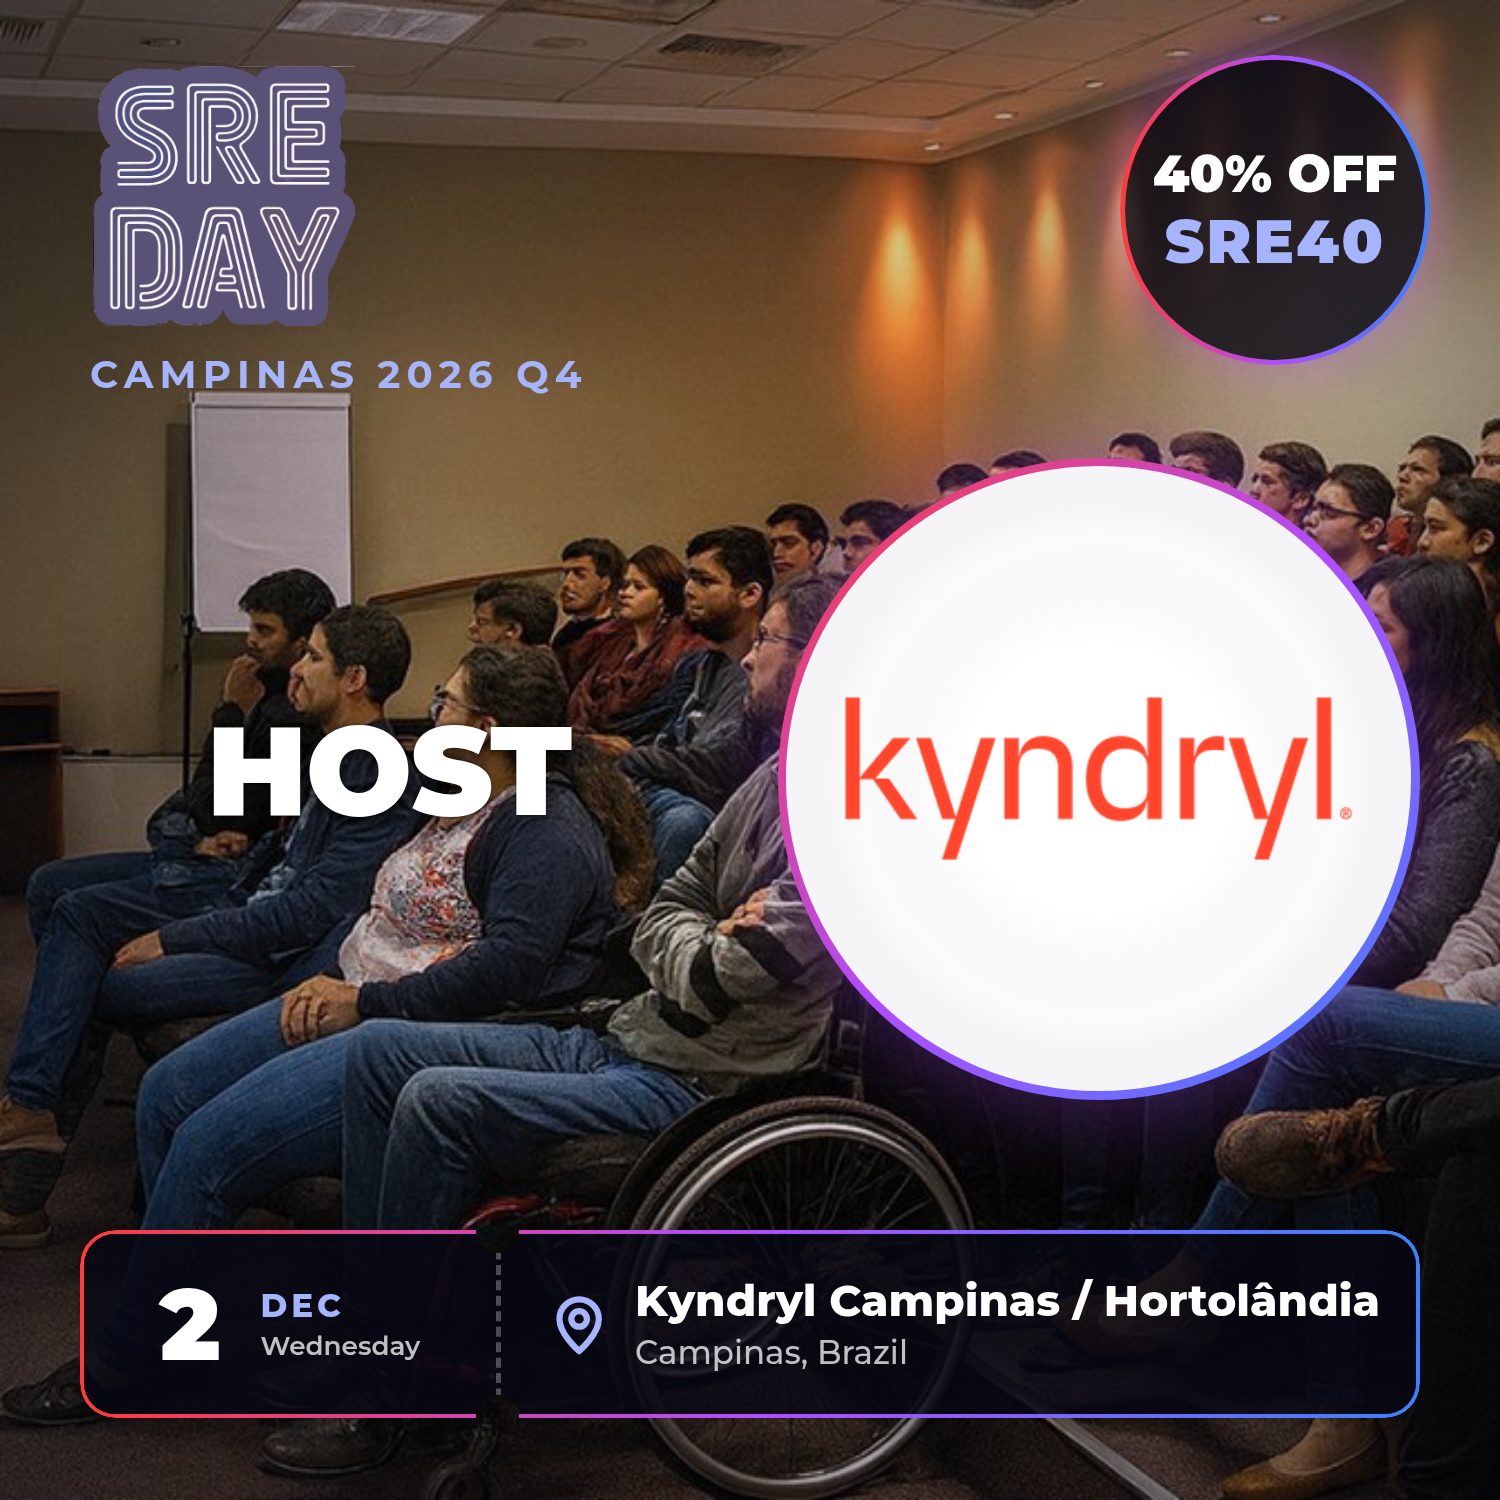 SRE
DAY
CAMPINAS 2026 Q4
40% OFF
SRE40
HOST
kyndryl®
2
DEC
Wednesday
Kyndryl Campinas / Hortolândia
Campinas, Brazil